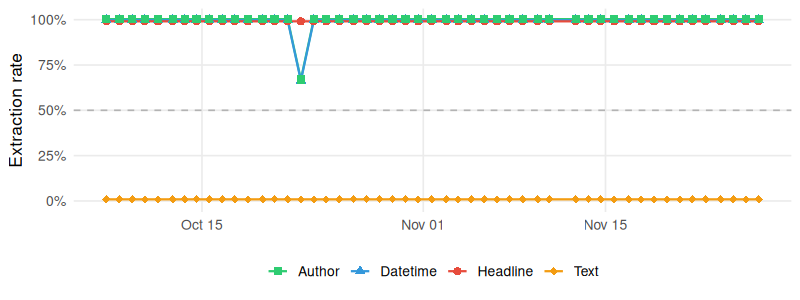 Extraction rate
100%
75%
50%
25%
0%
Oct 15 Nov 01 Nov 15
Author Datetime Headline Text